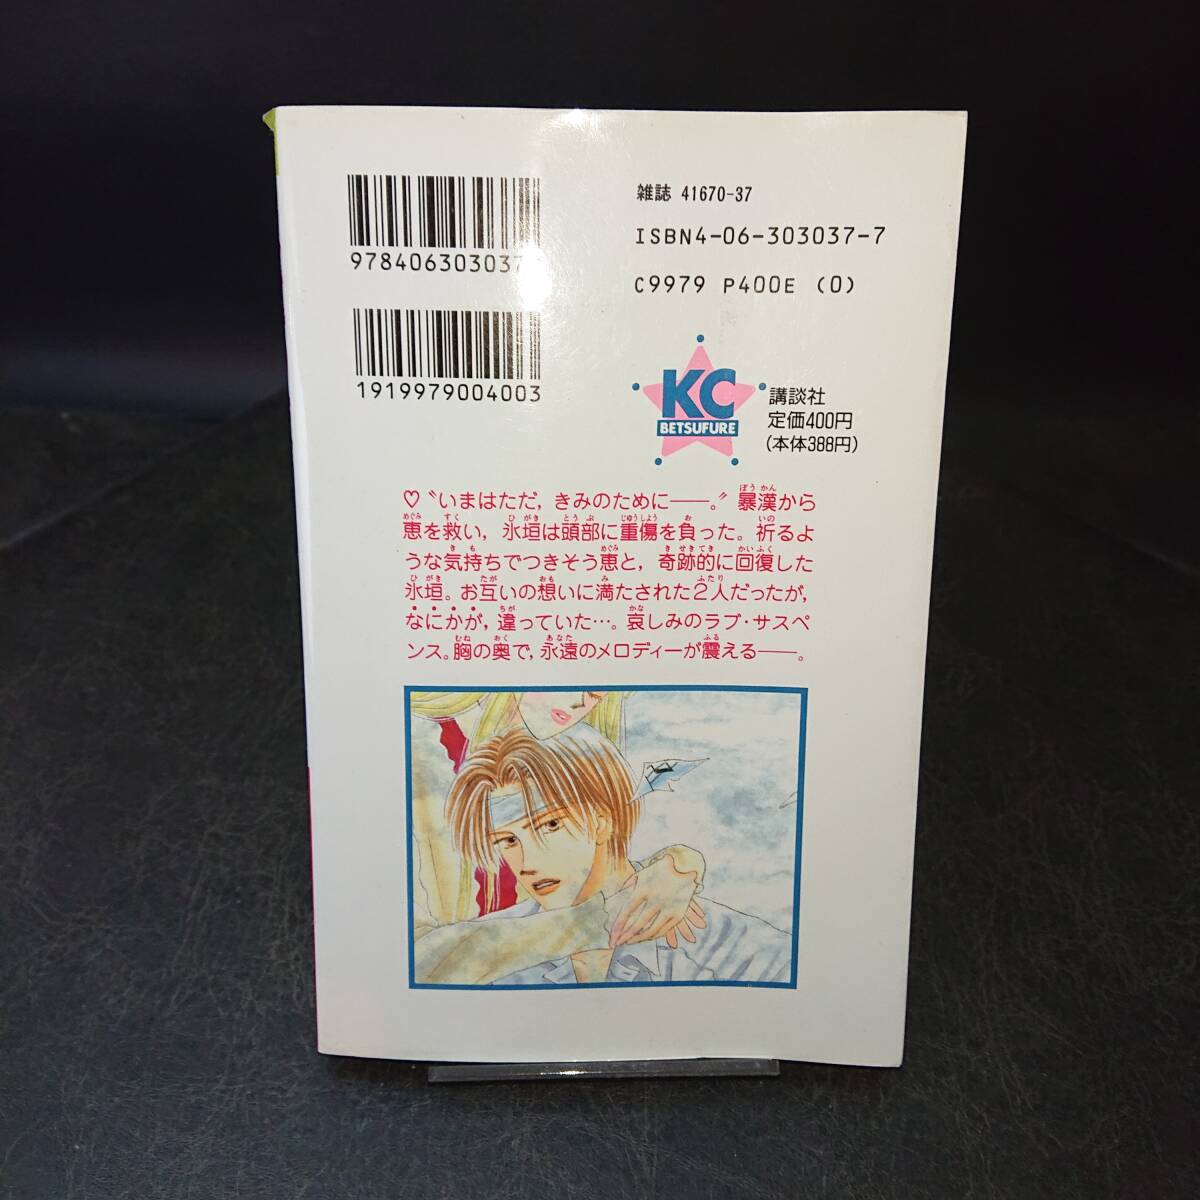 978406303037
雑誌 41670-37
ISBN4-06-303037-7
C9979 P400E (0)
1919979004003
KC
BETSUFURE
講談社
定価400円
(本体388円)
♡〝いまはただ,きみのために――。〟暴漢から
恵を救い,氷垣は頭部に重傷を負った。祈るよ
うな気持ちでつきそう恵と,奇跡的に回復した
氷垣。お互いの想いに満たされた2人だったが,
なにかが,違っていた…。哀しみのラブ・サスペ
ンス。胸の奥で,永遠のメロディーが震える――。